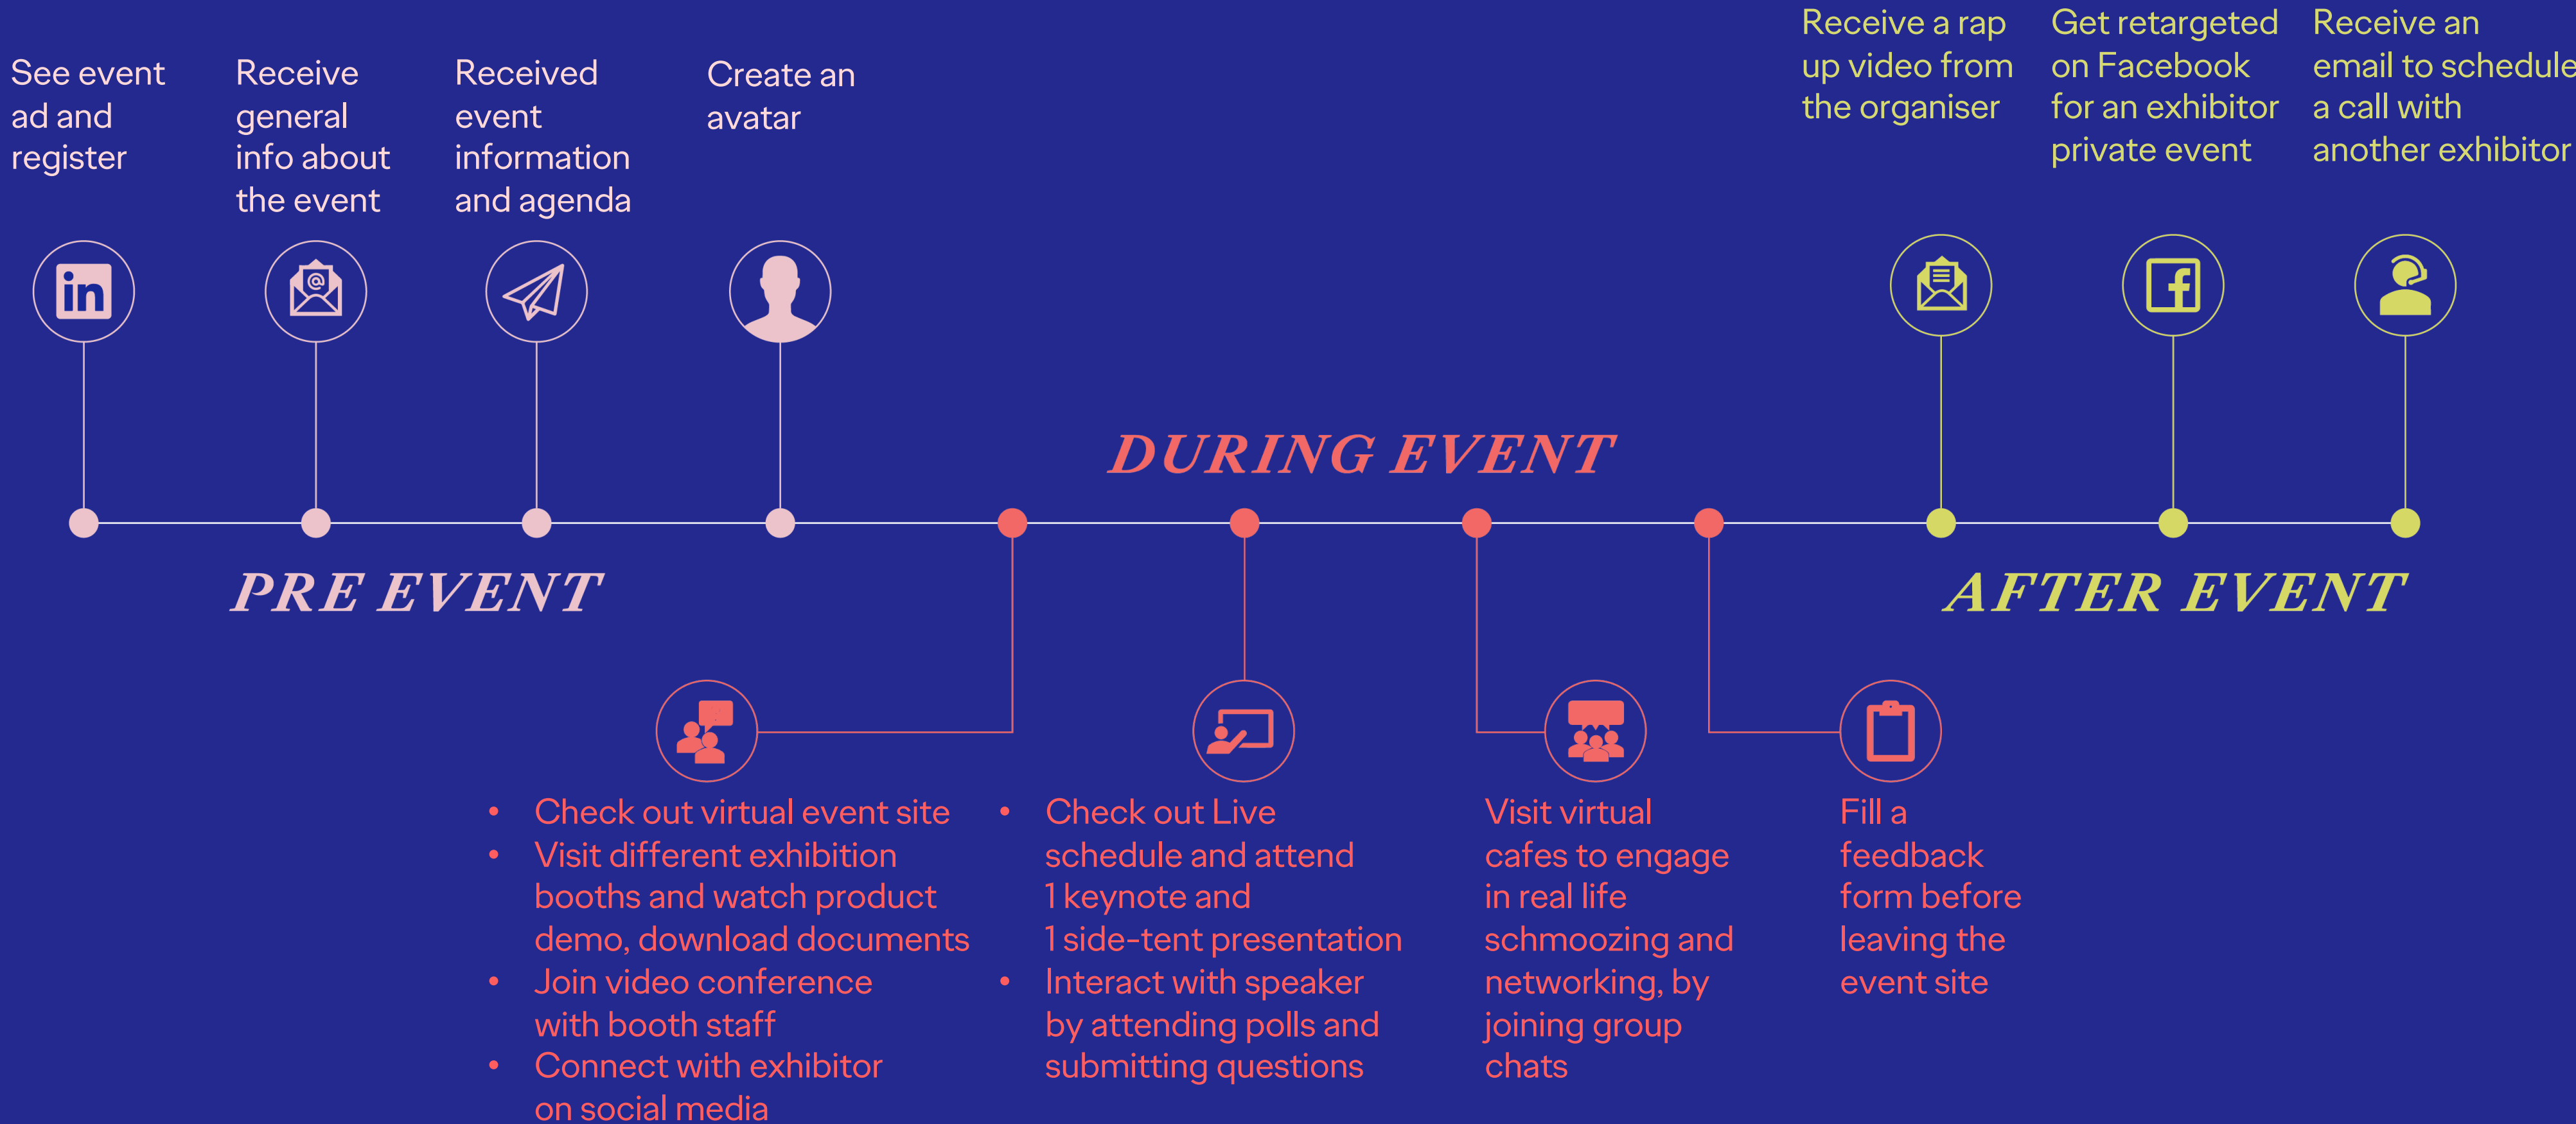 See event
ad and
register
Receive
general
info about
the event
Received
event
information
and agenda
Create an
avatar
Receive a rap
up video from
the organiser
Get retargeted
on Facebook
for an exhibitor
private event
Receive an
email to schedule
a call with
another exhibitor
in
@
f
DURING EVENT
PRE EVENT
AFTER EVENT
• Check out virtual event site
• Visit different exhibition
booths and watch product
demo, download documents
• Join video conference
with booth staff
• Connect with exhibitor
on social media
• Check out Live
schedule and attend
1 keynote and
1 side-tent presentation
• Interact with speaker
by attending polls and
submitting questions
Visit virtual
cafes to engage
in real life
schmoozing and
networking, by
joining group
chats
Fill a
feedback
form before
leaving the
event site